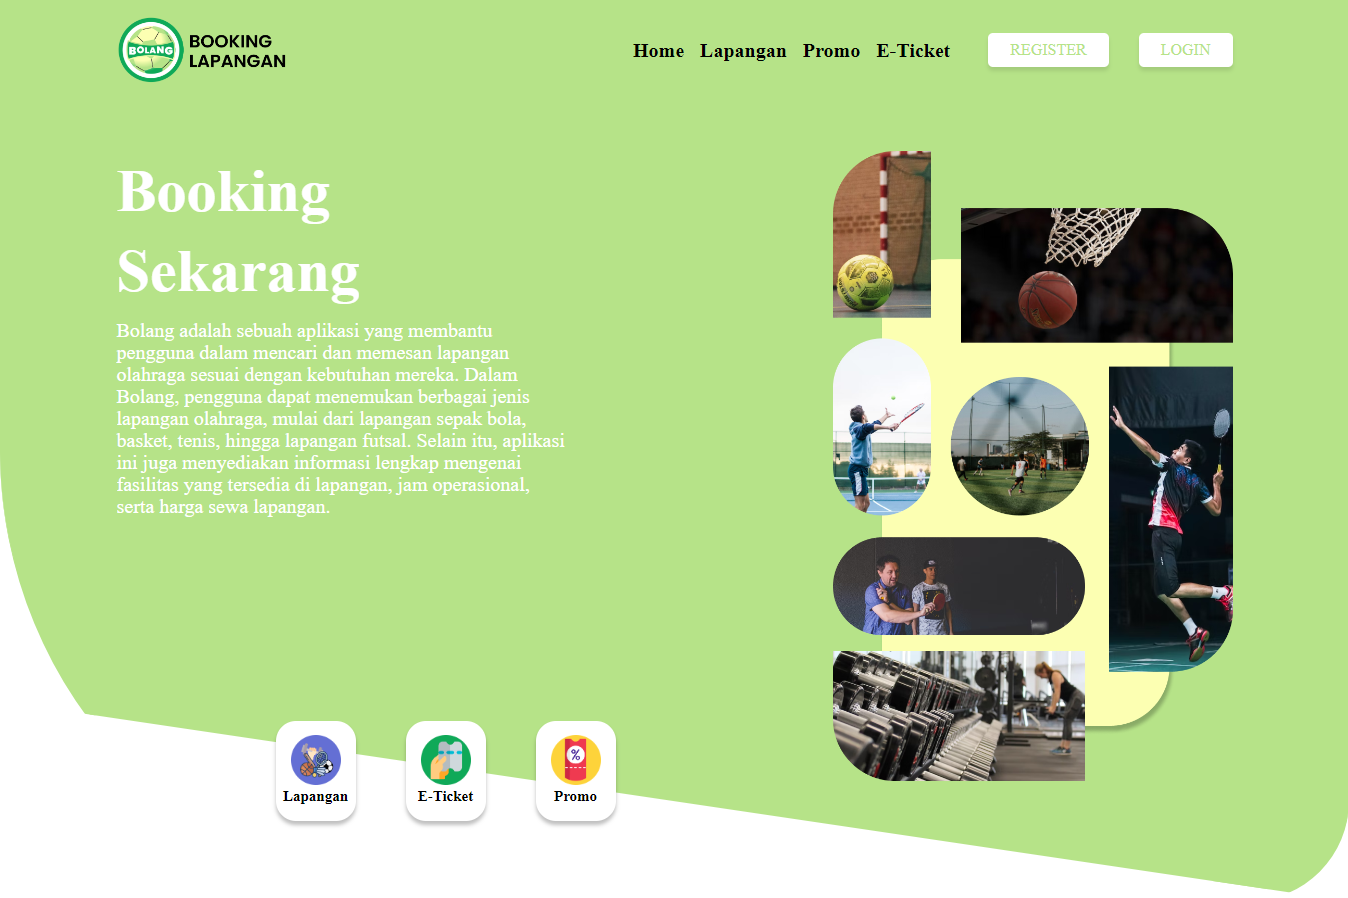 BOLANG
BOOKING
LAPANGAN
Home Lapangan Promo E-Ticket REGISTER LOGIN
Booking
Sekarang
Bolang adalah sebuah aplikasi yang membantu
pengguna dalam mencari dan memesan lapangan
olahraga sesuai dengan kebutuhan mereka. Dalam
Bolang, pengguna dapat menemukan berbagai jenis
lapangan olahraga, mulai dari lapangan sepak bola,
basket, tenis, hingga lapangan futsal. Selain itu, aplikasi
ini juga menyediakan informasi lengkap mengenai
fasilitas yang tersedia di lapangan, jam operasional,
serta harga sewa lapangan.
%
Lapangan E-Ticket Promo